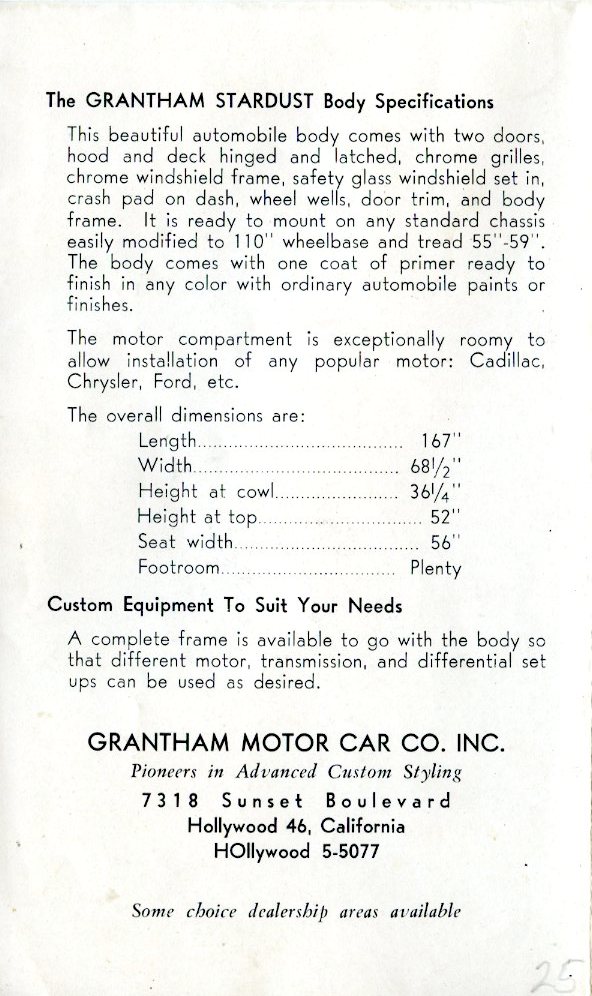 The GRANTHAM STARDUST Body Specifications
This beautiful automobile body comes with two doors,
hood and deck hinged and latched, chrome grilles,
chrome windshield frame, safety glass windshield set in,
crash pad on dash, wheel wells, door trim, and body
frame. It is ready to mount on any standard chassis
easily modified to 110" wheelbase and tread 55"-59".
The body comes with one coat of primer ready to
finish in any color with ordinary automobile paints or
finishes.
The motor compartment is exceptionally roomy to
allow installation of any popular motor: Cadillac,
Chrysler, Ford, etc.
The overall dimensions are:
Length....................................... 167"
Width........................................ 68½"
Height at cowl........................ 36¼"
Height at top................................ 52"
Seat width................................... 56"
Footroom................................. Plenty
Custom Equipment To Suit Your Needs
A complete frame is available to go with the body so
that different motor, transmission, and differential set
ups can be used as desired.
GRANTHAM MOTOR CAR CO. INC.
Pioneers in Advanced Custom Styling
7318 Sunset Boulevard
Hollywood 46, California
HOllywood 5-5077
Some choice dealership areas available
25